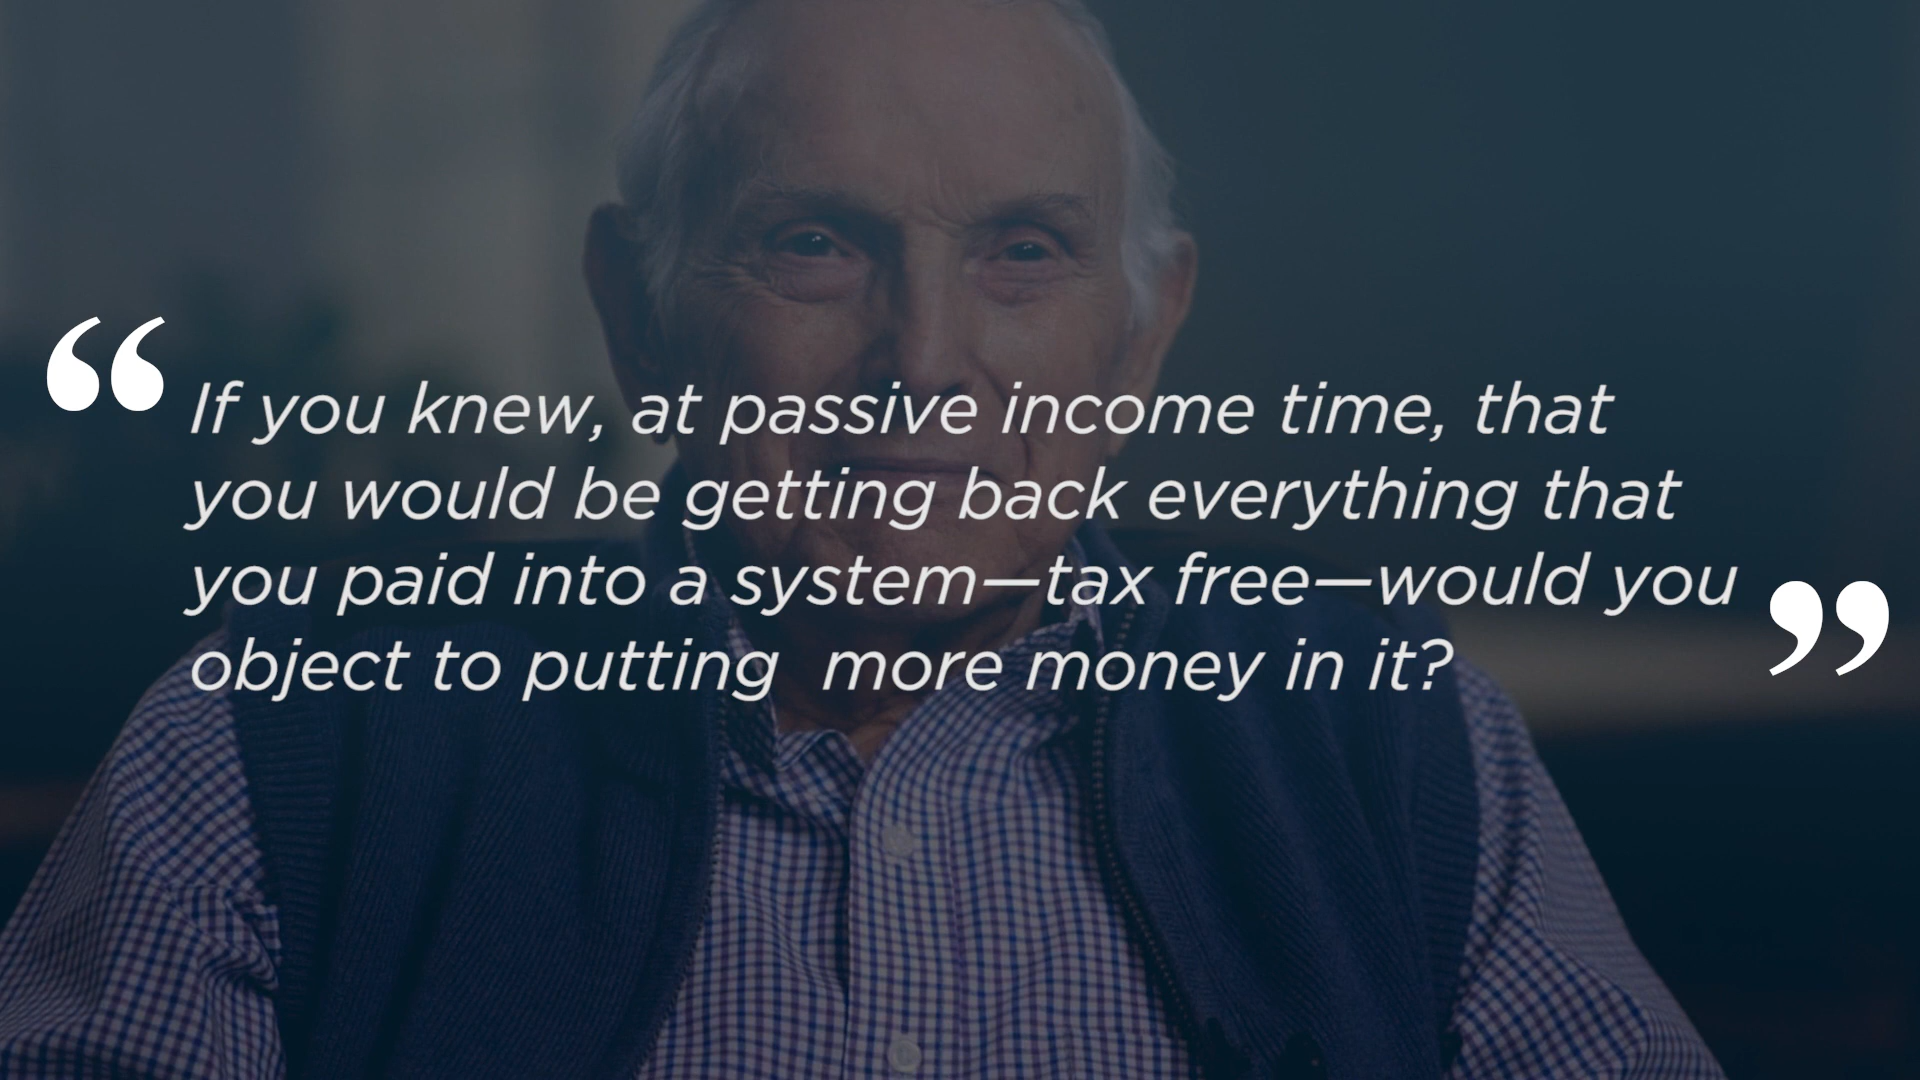 “ If you knew, at passive income time, that
you would be getting back everything that
you paid into a system—tax free—would you
object to putting  more money in it? ”